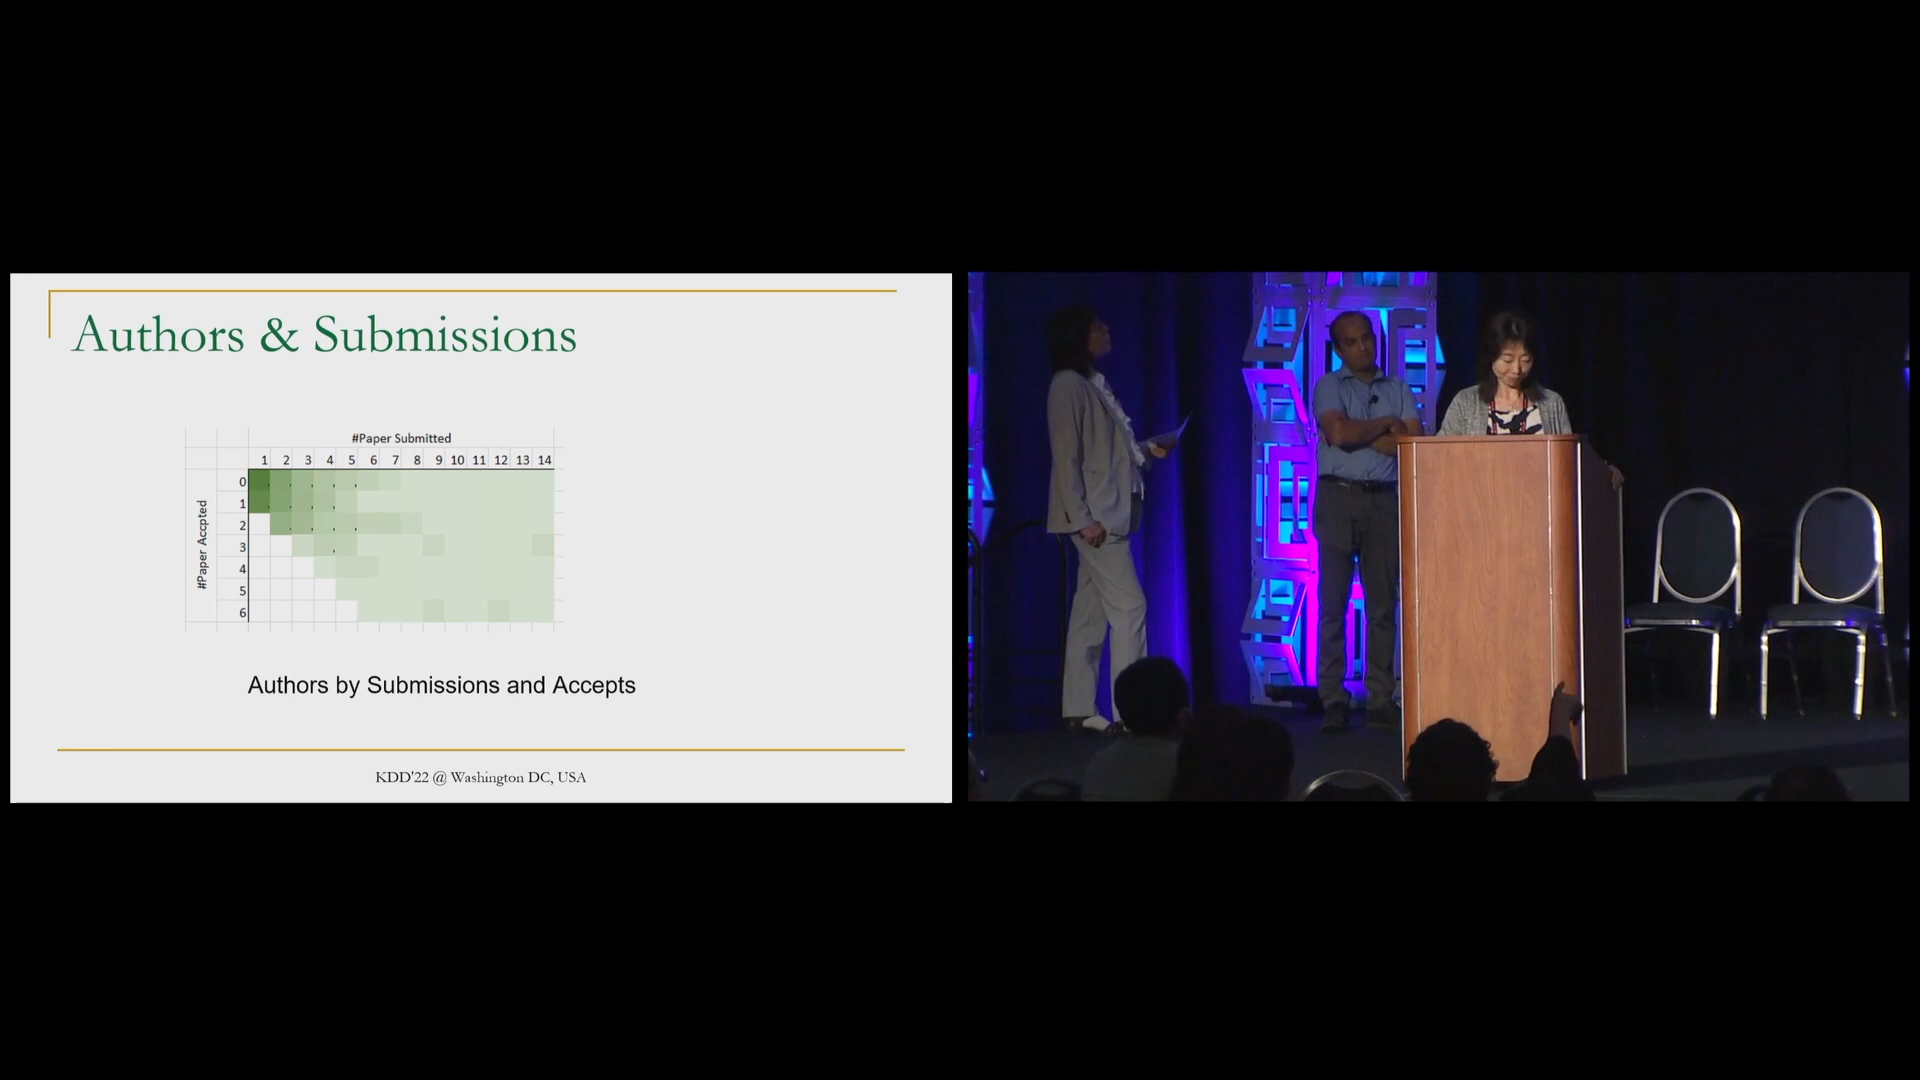 Authors & Submissions
#Paper Submitted
1 2 3 4 5 6 7 8 9 10 11 12 13 14
#Paper Accpted
0
1
2
3
4
5
6
Authors by Submissions and Accepts
KDD'22 @ Washington DC, USA